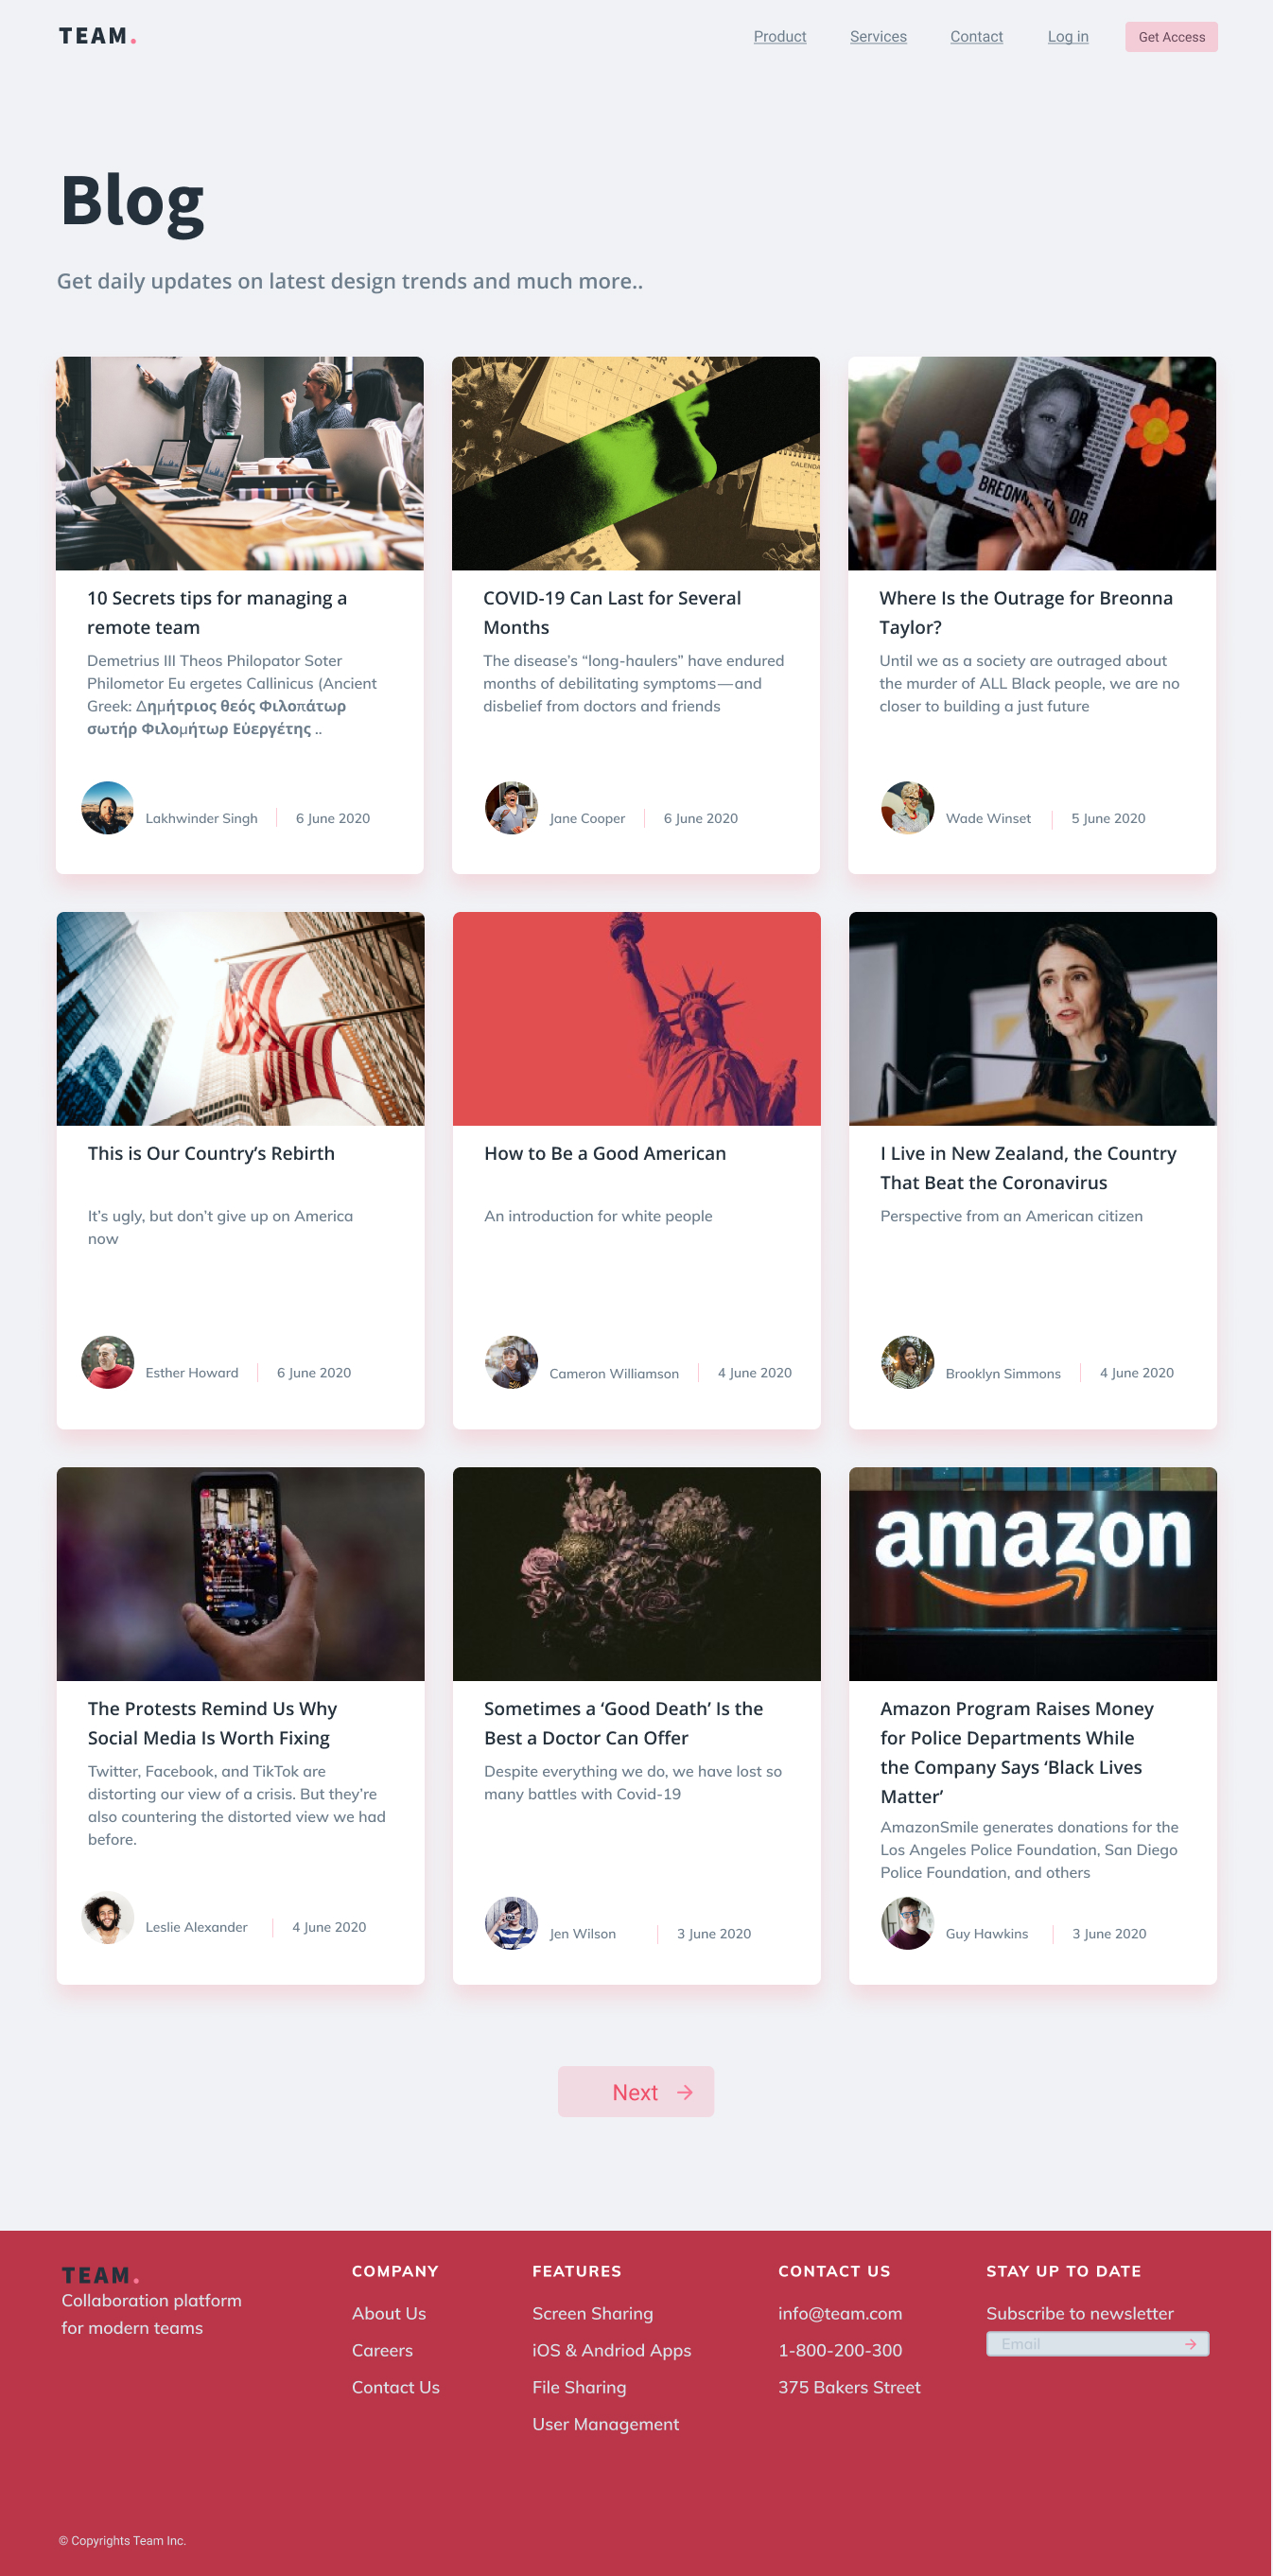 TEAM.
Product Services Contact Log in Get Access
Blog
Get daily updates on latest design trends and much more..
CALENDA
BREONNA TAYLOR
10 Secrets tips for managing a
remote team
Demetrius III Theos Philopator Soter
Philometor Eu ergetes Callinicus (Ancient
Greek: Δημήτριος θεός Φιλοπάτωρ
σωτήρ Φιλομήτωρ Εὐεργέτης ..
Lakhwinder Singh 6 June 2020
COVID-19 Can Last for Several
Months
The disease’s “long-haulers” have endured
months of debilitating symptoms — and
disbelief from doctors and friends
Jane Cooper 6 June 2020
Where Is the Outrage for Breonna
Taylor?
Until we as a society are outraged about
the murder of ALL Black people, we are no
closer to building a just future
Wade Winset 5 June 2020
This is Our Country’s Rebirth
It’s ugly, but don’t give up on America
now
Esther Howard 6 June 2020
How to Be a Good American
An introduction for white people
Cameron Williamson 4 June 2020
I Live in New Zealand, the Country
That Beat the Coronavirus
Perspective from an American citizen
Brooklyn Simmons 4 June 2020
The Protests Remind Us Why
Social Media Is Worth Fixing
Twitter, Facebook, and TikTok are
distorting our view of a crisis. But they’re
also countering the distorted view we had
before.
Leslie Alexander 4 June 2020
Sometimes a ‘Good Death’ Is the
Best a Doctor Can Offer
Despite everything we do, we have lost so
many battles with Covid-19
Jen Wilson 3 June 2020
amazon
Amazon Program Raises Money
for Police Departments While
the Company Says ‘Black Lives
Matter’
AmazonSmile generates donations for the
Los Angeles Police Foundation, San Diego
Police Foundation, and others
Guy Hawkins 3 June 2020
Next
TEAM.
Collaboration platform
for modern teams
COMPANY
About Us
Careers
Contact Us
FEATURES
Screen Sharing
iOS & Andriod Apps
File Sharing
User Management
CONTACT US
info@team.com
1-800-200-300
375 Bakers Street
STAY UP TO DATE
Subscribe to newsletter
Email
© Copyrights Team Inc.